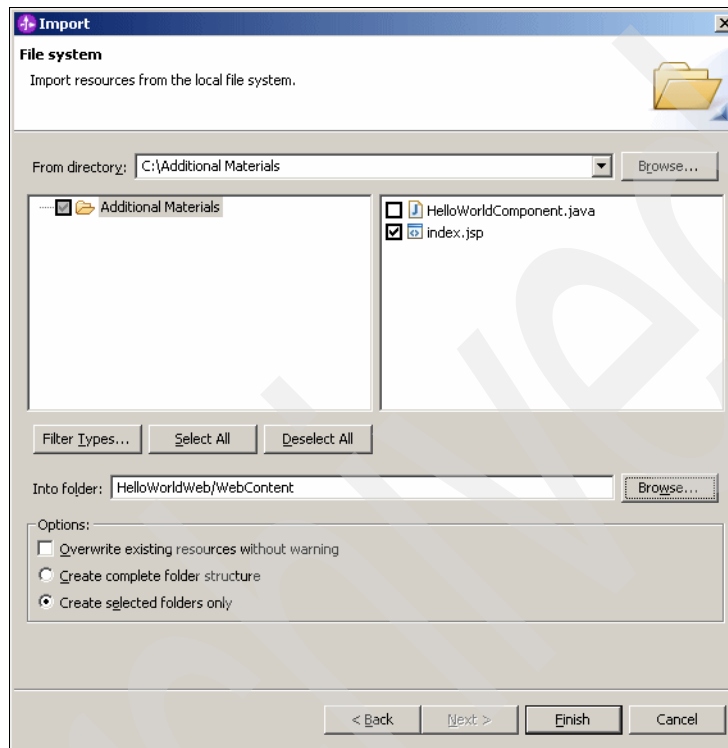 Import
File system
Import resources from the local file system.
From directory: C:\Additional Materials Browse...
Additional Materials
HelloWorldComponent.java
index.jsp
Filter Types... Select All Deselect All
Into folder: HelloWorldWeb/WebContent Browse...
Options:
Overwrite existing resources without warning
Create complete folder structure
Create selected folders only
< Back Next > Finish Cancel